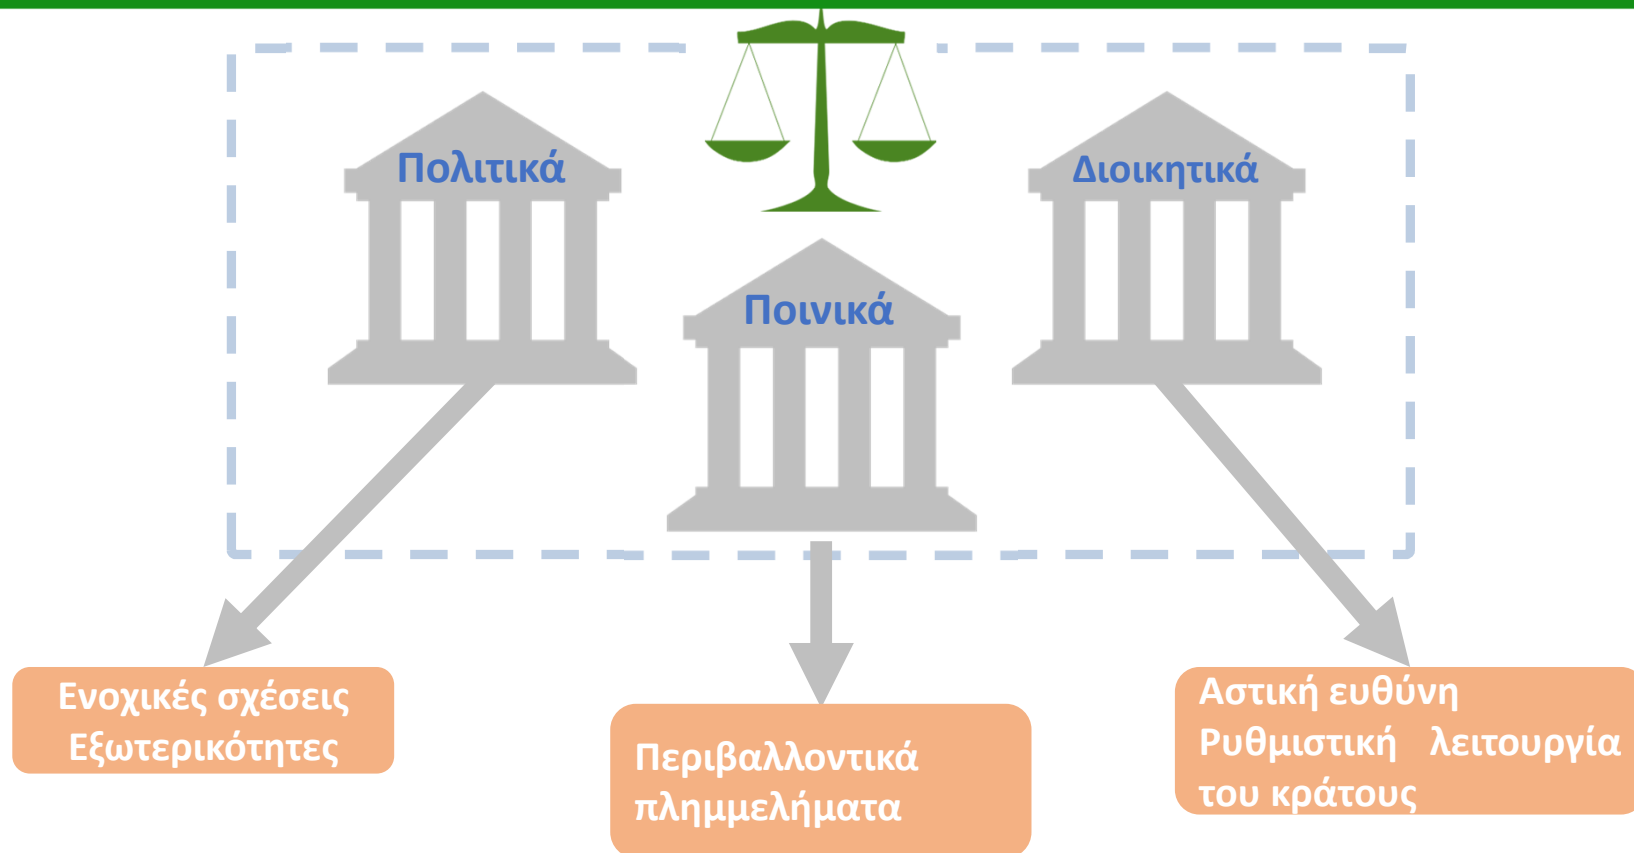 Πολιτικά
Διοικητικά
Ποινικά
Ενοχικές σχέσεις
Εξωτερικότητες
Περιβαλλοντικά
πλημμελήματα
Αστική ευθύνη
Ρυθμιστική λειτουργία
του κράτους